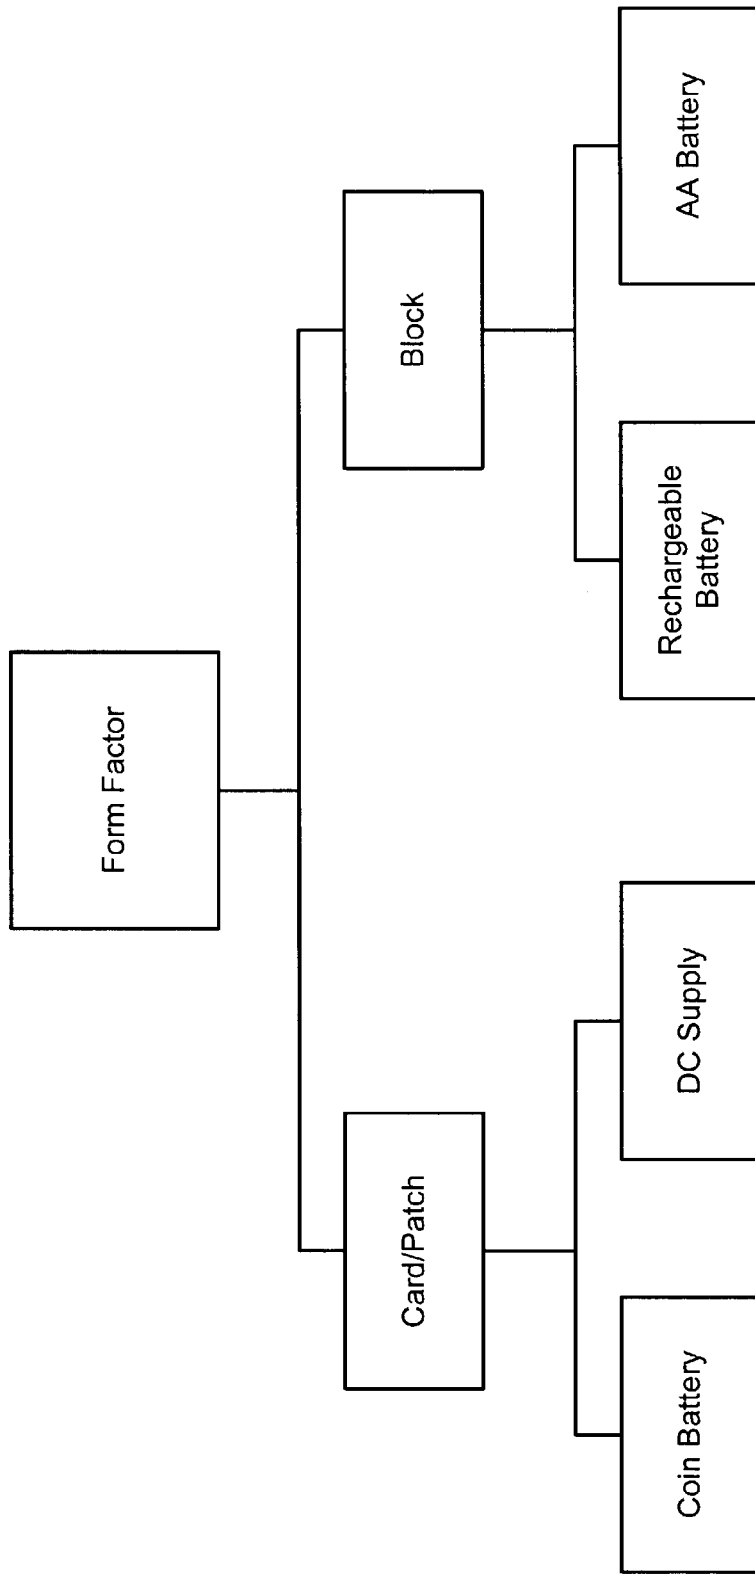 Form Factor
Card/Patch
Block
Coin Battery
DC Supply
Rechargeable
Battery
AA Battery